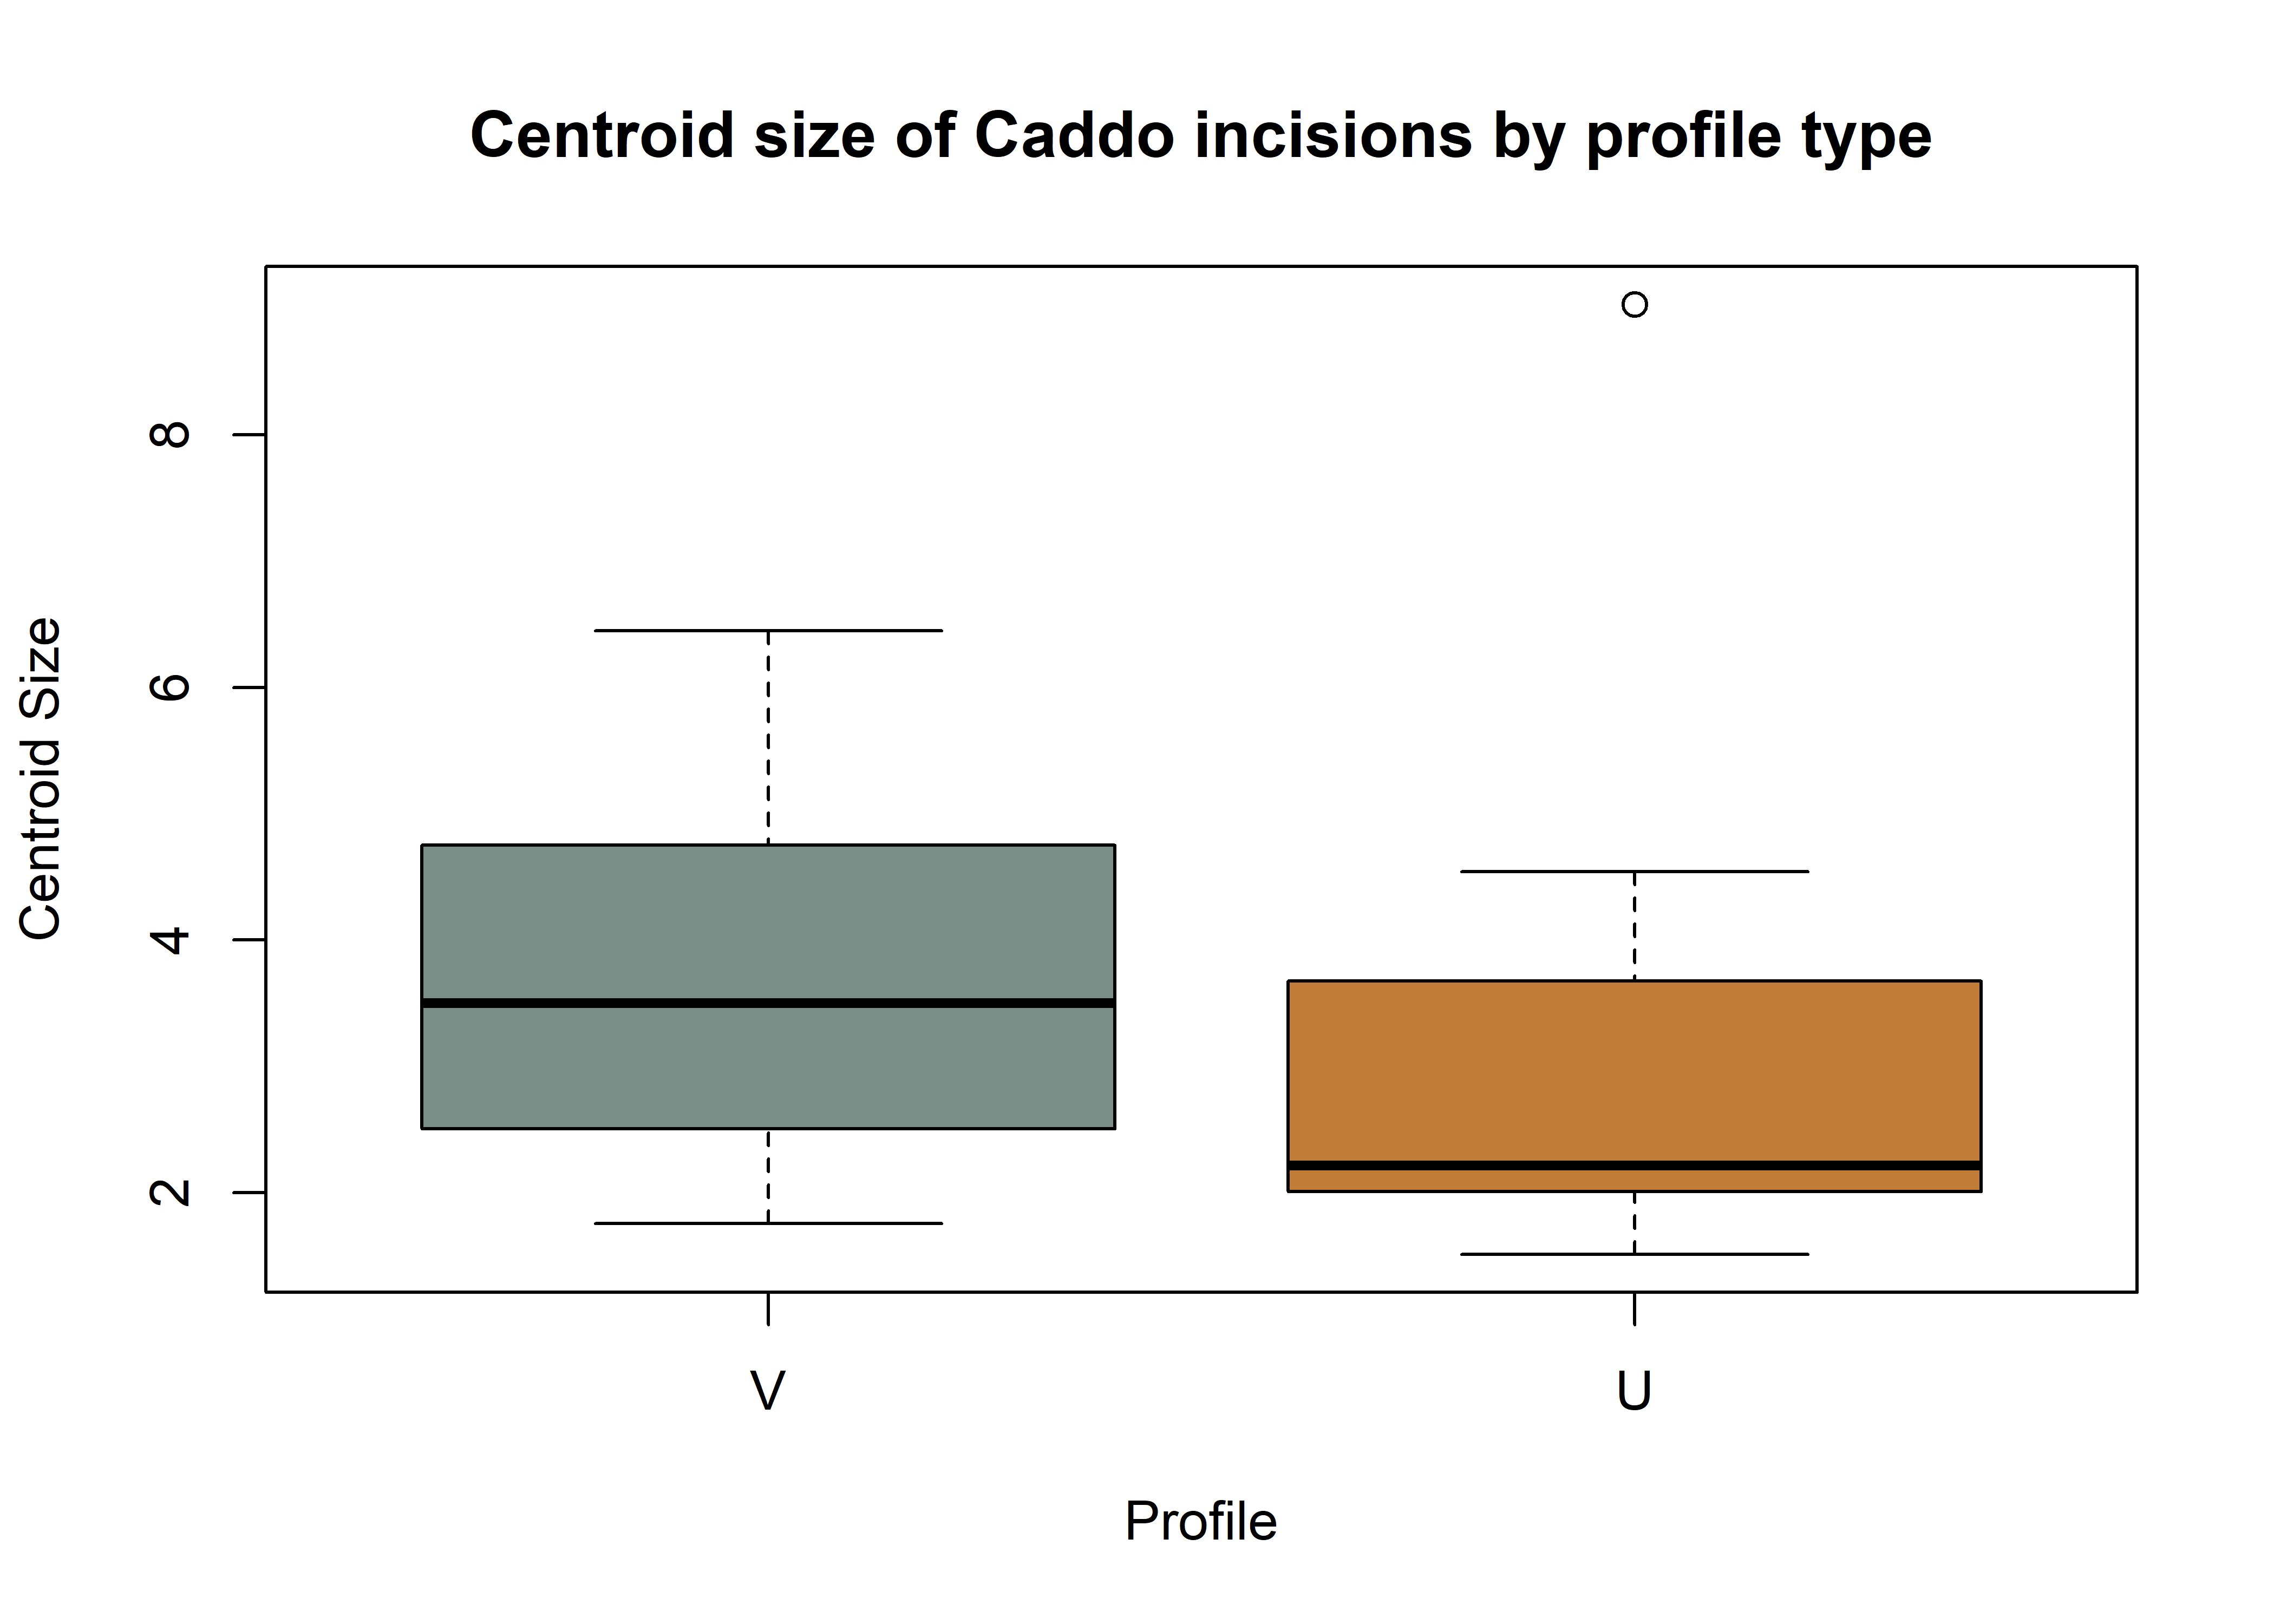 Centroid size of Caddo incisions by profile type
Centroid Size
8
6
4
2
V U
Profile